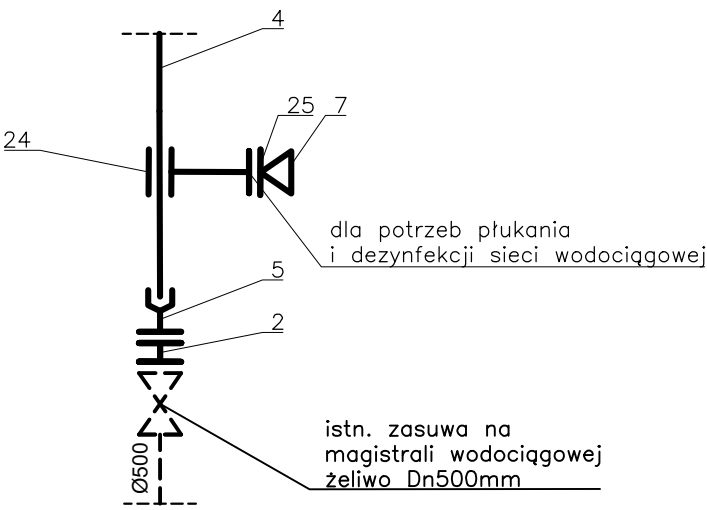 4
25 7
24
dla potrzeb płukania
i dezynfekcji sieci wodociągowej
5
2
istn. zasuwa na
magistrali wodociągowej
żeliwo Dn500mm
Ø500